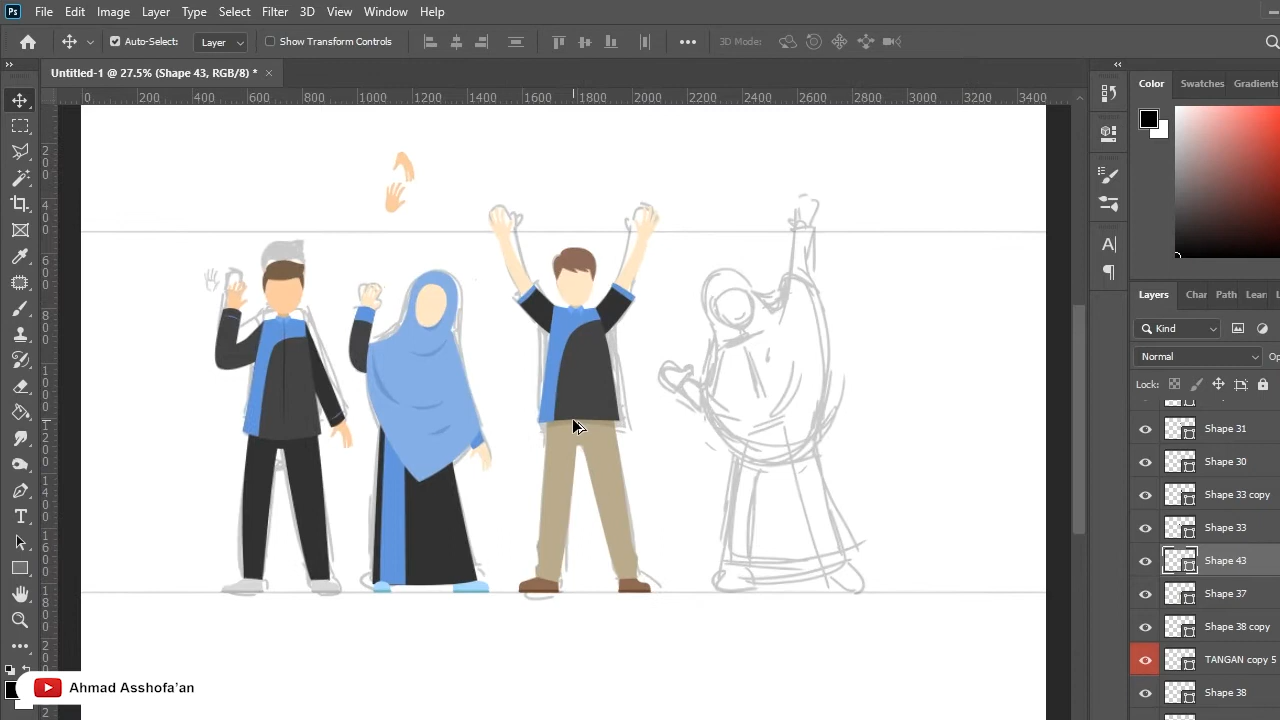 Ps File Edit Image Layer Type Select Filter 3D View Window Help
Auto-Select: Layer Show Transform Controls 3D Mode:
Untitled-1 @ 27.5% (Shape 43, RGB/8) * ×
0 200 400 600 800 1000 1200 1400 1600 1800 2000 2200 2400 2600 2800 3000 3200 3400
Color Swatches Gradients
Layers Char Path Lear
Kind
Normal
Lock:
Shape 31
Shape 30
Shape 33 copy
Shape 33
Shape 43
Shape 37
Shape 38 copy
TANGAN copy 5
Shape 38
Ahmad Asshofa'an